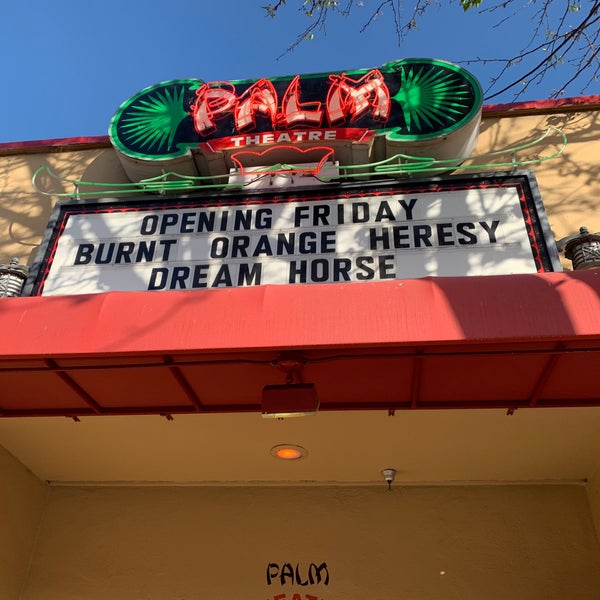 PALM
THEATRE
OPENING FRIDAY
BURNT ORANGE HERESY
DREAM HORSE
PALM